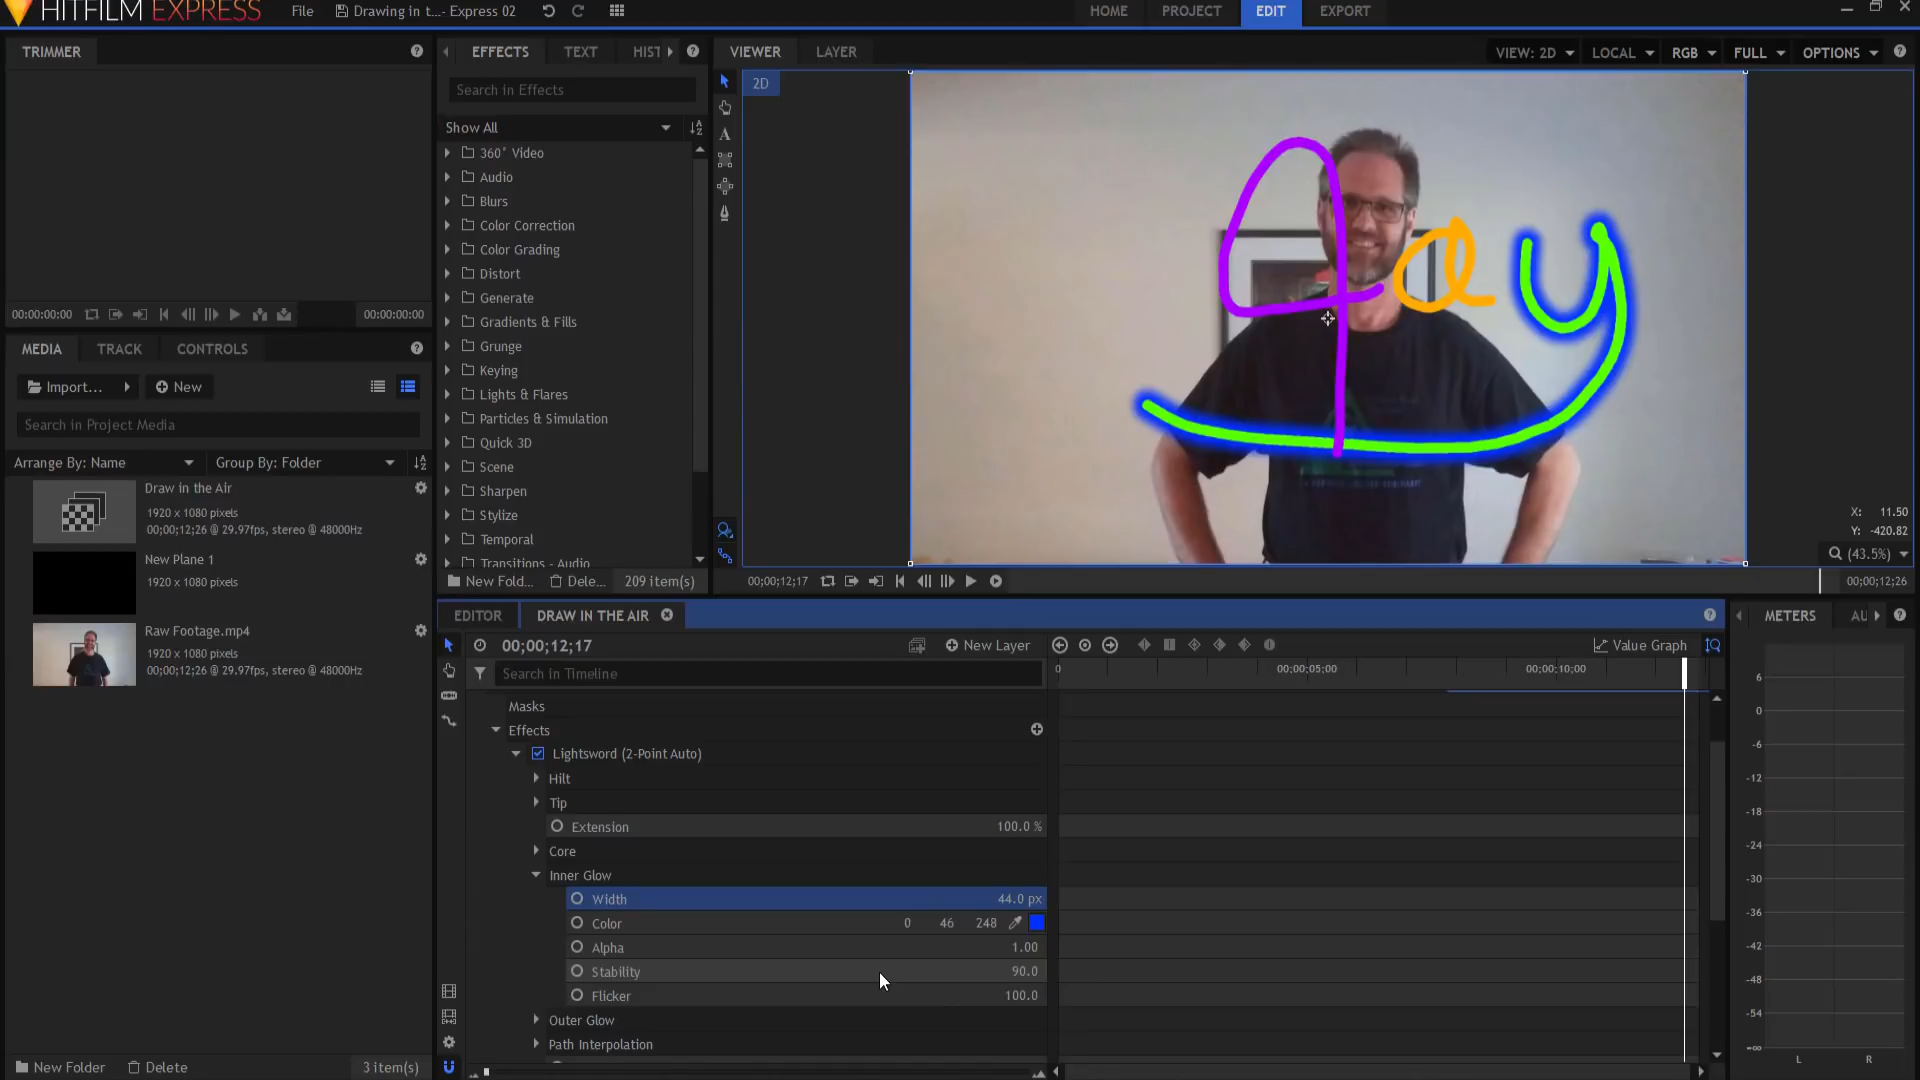 HITFILM EXPRESS
File
Drawing in t...- Express 02
HOME
PROJECT
EDIT
EXPORT
TRIMMER
00:00:00:00
00:00:00:00
MEDIA
TRACK
CONTROLS
Import...
New
Search in Project Media
Arrange By: Name
Group By: Folder
Draw in the Air
1920 x 1080 pixels
00;00;12;26 @ 29.97fps, stereo @ 48000Hz
New Plane 1
1920 x 1080 pixels
Raw Footage.mp4
1920 x 1080 pixels
00;00;12;26 @ 29.97fps, stereo @ 48000Hz
New Folder
Delete
3 item(s)
EFFECTS
TEXT
HIST
Search in Effects
Show All
360° Video
Audio
Blurs
Color Correction
Color Grading
Distort
Generate
Gradients & Fills
Grunge
Keying
Lights & Flares
Particles & Simulation
Quick 3D
Scene
Sharpen
Stylize
Temporal
Transitions - Audio
New Fold...
Dele...
209 item(s)
VIEWER
LAYER
VIEW: 2D
LOCAL
RGB
FULL
OPTIONS
2D
ay
X: 11.50
Y: -420.82
(43.5%)
00;00;12;17
00;00;12;26
EDITOR
DRAW IN THE AIR
00;00;12;17
New Layer
Value Graph
Search in Timeline
0
00;00;05;00
00;00;10;00
Masks
Effects
Lightsword (2-Point Auto)
Hilt
Tip
Extension 100.0 %
Core
Inner Glow
Width 44.0 px
Color 0 46 248
Alpha 1.00
Stability 90.0
Flicker 100.0
Outer Glow
Path Interpolation
METERS
AU
6
0
-6
-12
-18
-24
-30
-36
-42
-48
-54
-∞
L R